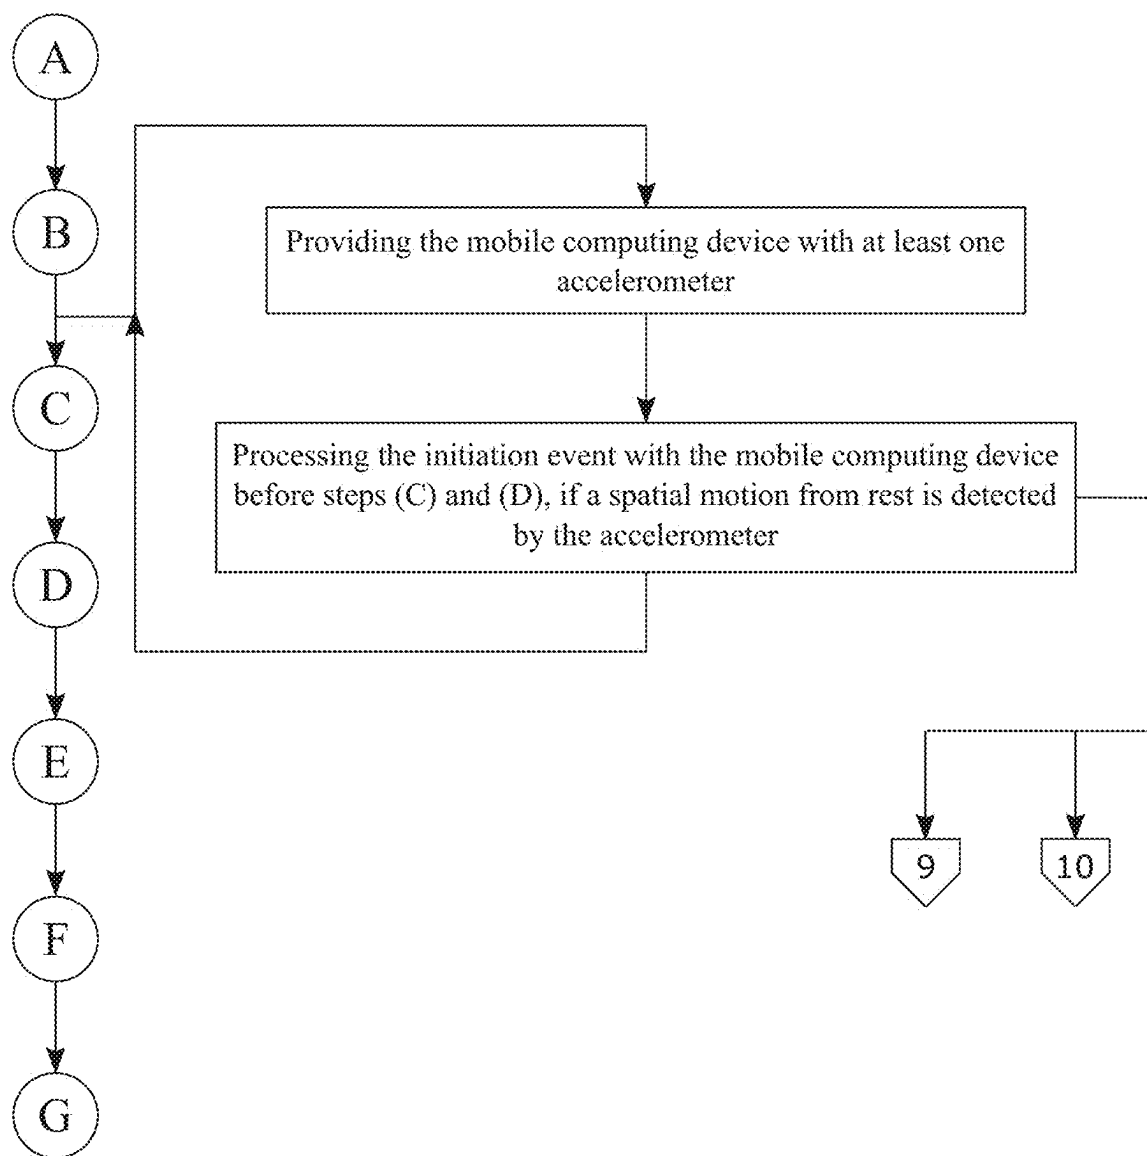 A
B
Providing the mobile computing device with at least one
accelerometer
C
Processing the initiation event with the mobile computing device
before steps (C) and (D), if a spatial motion from rest is detected
by the accelerometer
D
E
9
10
F
G